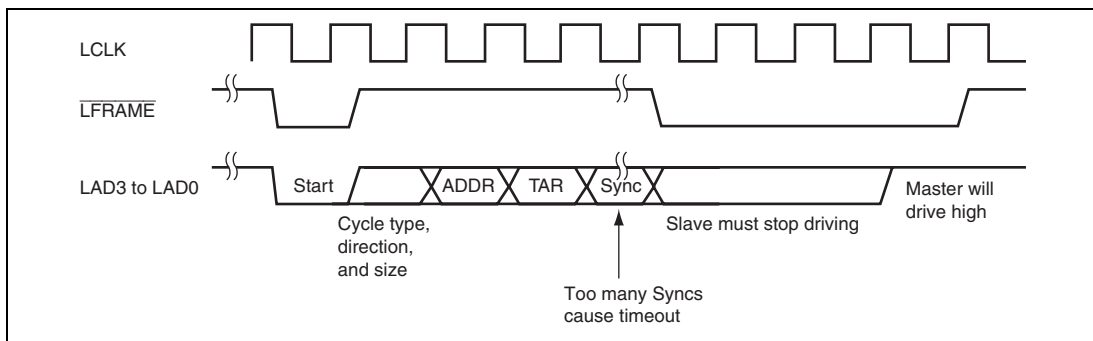 LCLK
LFRAME
LAD3 to LAD0
Start
ADDR
TAR
Sync
Cycle type,
direction,
and size
Slave must stop driving
Master will
drive high
Too many Syncs
cause timeout